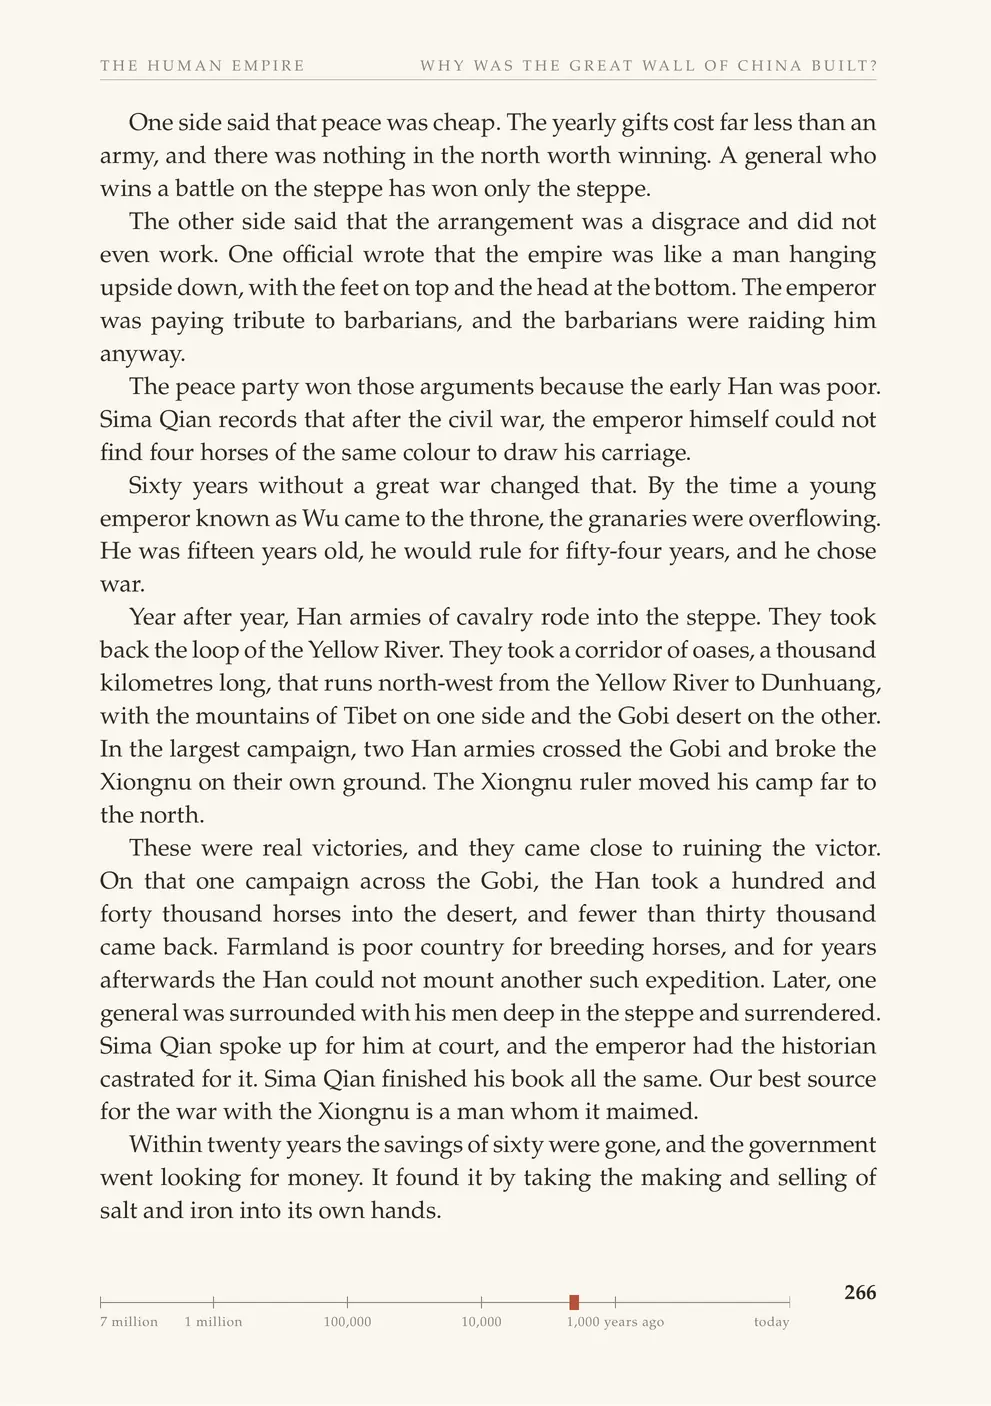 THE HUMAN EMPIRE WHY WAS THE GREAT WALL OF CHINA BUILT?
One side said that peace was cheap. The yearly gifts cost far less than an
army, and there was nothing in the north worth winning. A general who
wins a battle on the steppe has won only the steppe.
The other side said that the arrangement was a disgrace and did not
even work. One official wrote that the empire was like a man hanging
upside down, with the feet on top and the head at the bottom. The emperor
was paying tribute to barbarians, and the barbarians were raiding him
anyway.
The peace party won those arguments because the early Han was poor.
Sima Qian records that after the civil war, the emperor himself could not
find four horses of the same colour to draw his carriage.
Sixty years without a great war changed that. By the time a young
emperor known as Wu came to the throne, the granaries were overflowing.
He was fifteen years old, he would rule for fifty-four years, and he chose
war.
Year after year, Han armies of cavalry rode into the steppe. They took
back the loop of the Yellow River. They took a corridor of oases, a thousand
kilometres long, that runs north-west from the Yellow River to Dunhuang,
with the mountains of Tibet on one side and the Gobi desert on the other.
In the largest campaign, two Han armies crossed the Gobi and broke the
Xiongnu on their own ground. The Xiongnu ruler moved his camp far to
the north.
These were real victories, and they came close to ruining the victor.
On that one campaign across the Gobi, the Han took a hundred and
forty thousand horses into the desert, and fewer than thirty thousand
came back. Farmland is poor country for breeding horses, and for years
afterwards the Han could not mount another such expedition. Later, one
general was surrounded with his men deep in the steppe and surrendered.
Sima Qian spoke up for him at court, and the emperor had the historian
castrated for it. Sima Qian finished his book all the same. Our best source
for the war with the Xiongnu is a man whom it maimed.
Within twenty years the savings of sixty were gone, and the government
went looking for money. It found it by taking the making and selling of
salt and iron into its own hands.
266
7 million 1 million 100,000 10,000 1,000 years ago today